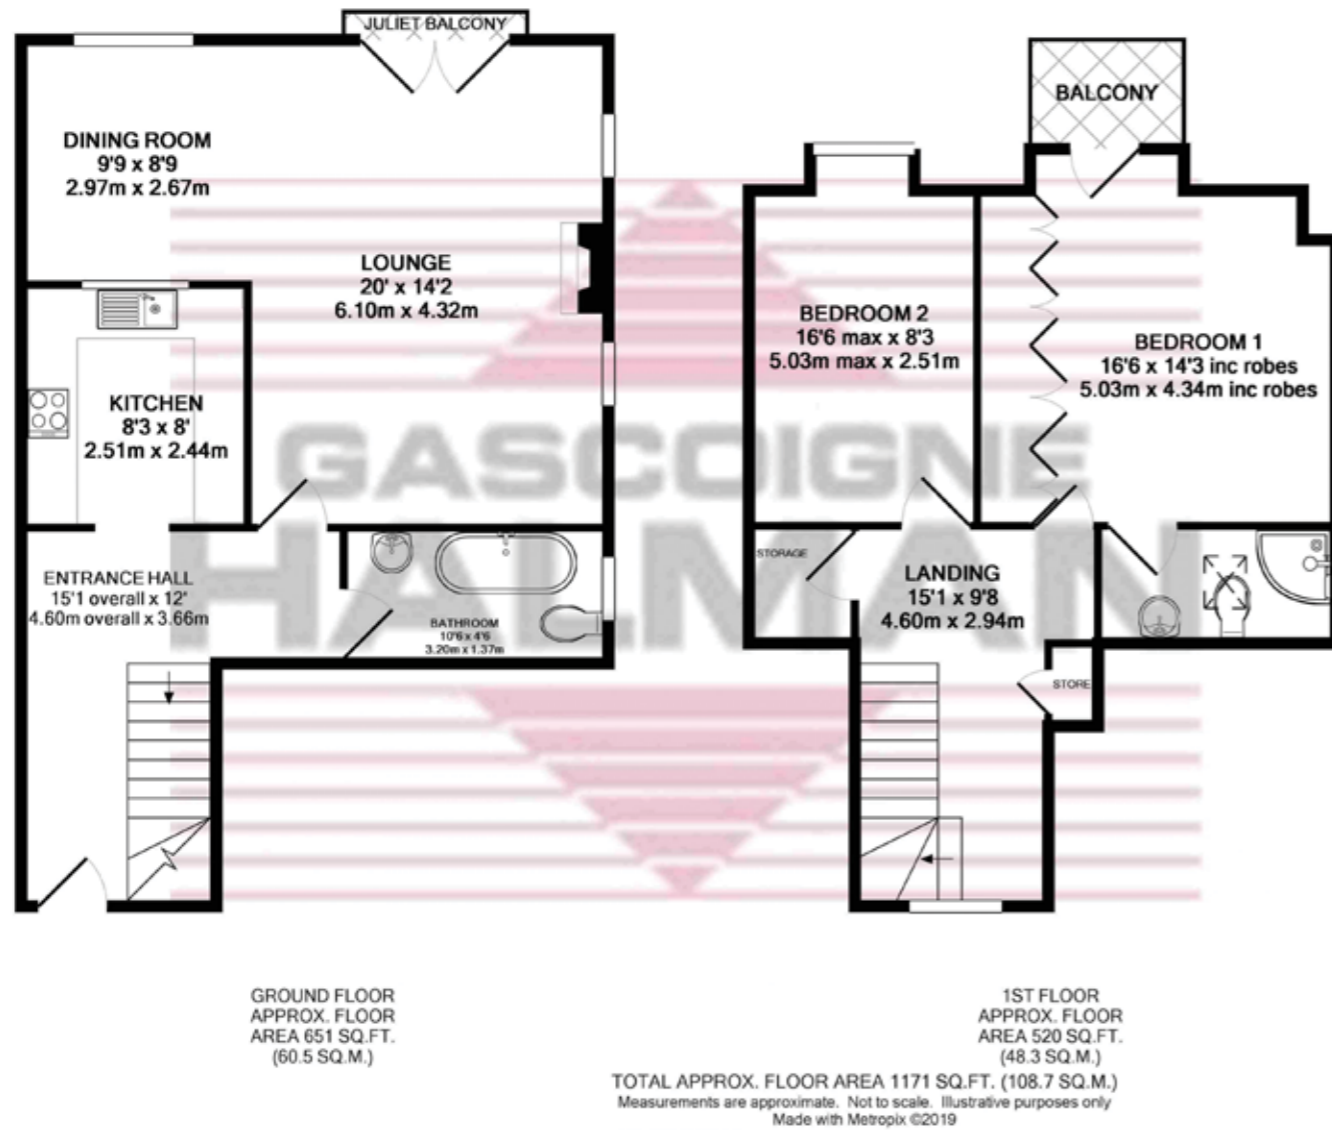 JULIET BALCONY
DINING ROOM
9'9 x 8'9
2.97m x 2.67m
LOUNGE
20' x 14'2
6.10m x 4.32m
KITCHEN
8'3 x 8'
2.51m x 2.44m
ENTRANCE HALL
15'1 overall x 12'
4.60m overall x 3.66m
BATHROOM
10'6 x 4'6
3.20m x 1.37m
BALCONY
BEDROOM 2
16'6 max x 8'3
5.03m max x 2.51m
BEDROOM 1
16'6 x 14'3 inc robes
5.03m x 4.34m inc robes
STORAGE
LANDING
15'1 x 9'8
4.60m x 2.94m
STORE
GASCOIGNE
HALMAN
GROUND FLOOR
APPROX. FLOOR
AREA 651 SQ.FT.
(60.5 SQ.M.)
1ST FLOOR
APPROX. FLOOR
AREA 520 SQ.FT.
(48.3 SQ.M.)
TOTAL APPROX. FLOOR AREA 1171 SQ.FT. (108.7 SQ.M.)
Measurements are approximate. Not to scale. Illustrative purposes only
Made with Metropix ©2019